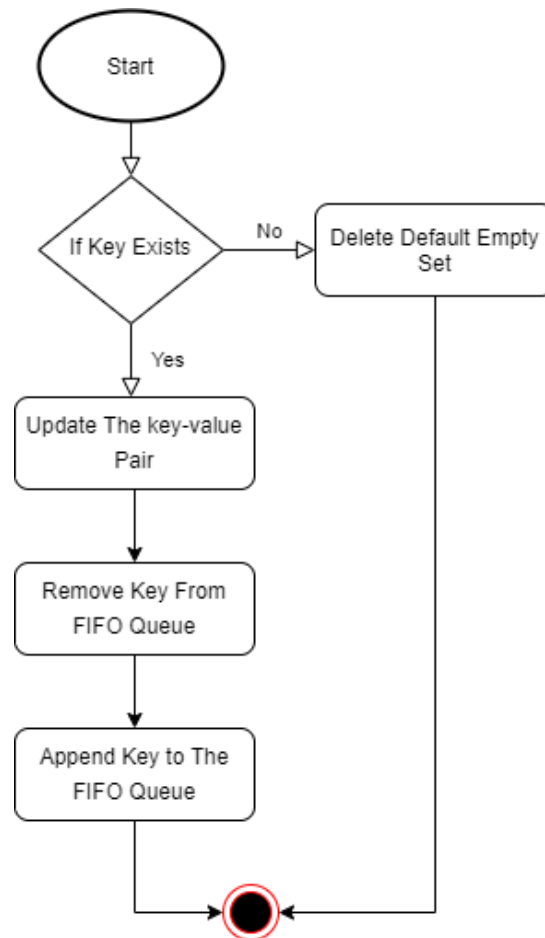 Start
If Key Exists
No
Delete Default Empty
Set
Yes
Update The key-value
Pair
Remove Key From
FIFO Queue
Append Key to The
FIFO Queue